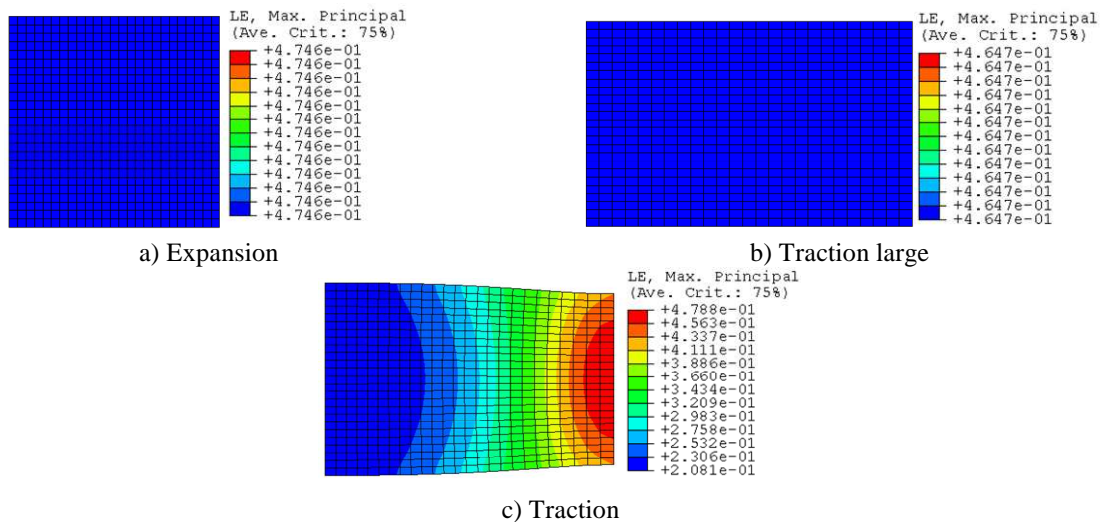 LE, Max. Principal
(Ave. Crit.: 75%)
+4.746e-01
+4.746e-01
+4.746e-01
+4.746e-01
+4.746e-01
+4.746e-01
+4.746e-01
+4.746e-01
+4.746e-01
+4.746e-01
+4.746e-01
+4.746e-01
+4.746e-01
a) Expansion
LE, Max. Principal
(Ave. Crit.: 75%)
+4.647e-01
+4.647e-01
+4.647e-01
+4.647e-01
+4.647e-01
+4.647e-01
+4.647e-01
+4.647e-01
+4.647e-01
+4.647e-01
+4.647e-01
+4.647e-01
+4.647e-01
b) Traction large
LE, Max. Principal
(Ave. Crit.: 75%)
+4.788e-01
+4.563e-01
+4.337e-01
+4.111e-01
+3.886e-01
+3.660e-01
+3.434e-01
+3.209e-01
+2.983e-01
+2.758e-01
+2.532e-01
+2.306e-01
+2.081e-01
c) Traction